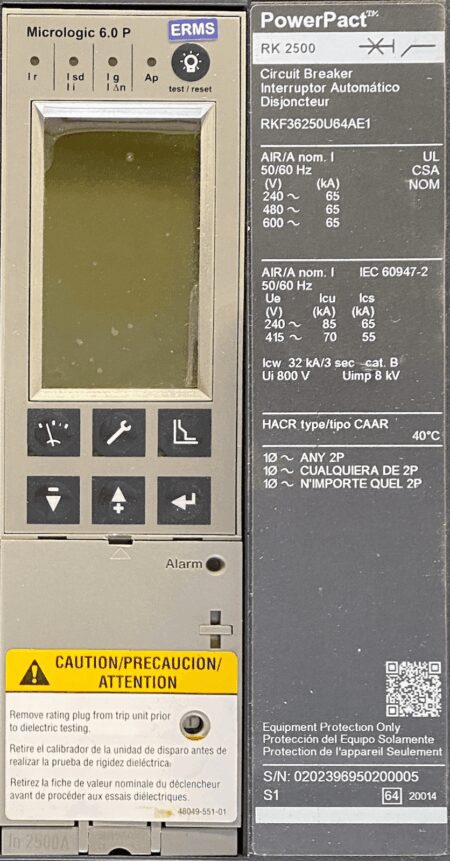 Micrologic 6.0 P
ERMS
I r
I sd
I i
I g
I Δn
Ap
test / reset
Alarm
CAUTION/PRECAUCION/
ATTENTION
Remove rating plug from trip unit prior
to dielectric testing.
Retire el calibrador de la unidad de disparo antes de
realizar la prueba de rigidez dieléctrica.
Retirez la fiche de valeur nominale du déclencheur
avant de procéder aux essais diélectriques.
48049-551-01
In 2500A
PowerPact™
RK 2500
Circuit Breaker
Interruptor Automático
Disjoncteur
RKF36250U64AE1
AIR/A nom. I UL
50/60 Hz CSA
(V) (kA) NOM
240 ~ 65
480 ~ 65
600 ~ 65
AIR/A nom. I IEC 60947-2
50/60 Hz
Ue Icu Ics
(V) (kA) (kA)
240 ~ 85 65
415 ~ 70 55
Icw 32 kA/3 sec cat. B
Ui 800 V Uimp 8 kV
HACR type/tipo CAAR
40°C
1Ø ~ ANY 2P
1Ø ~ CUALQUIERA DE 2P
1Ø ~ N'IMPORTE QUEL 2P
Equipment Protection Only
Protección del Equipo Solamente
Protection de l'appareil Seulement
S/N: 0202396950200005
S1 64 20014